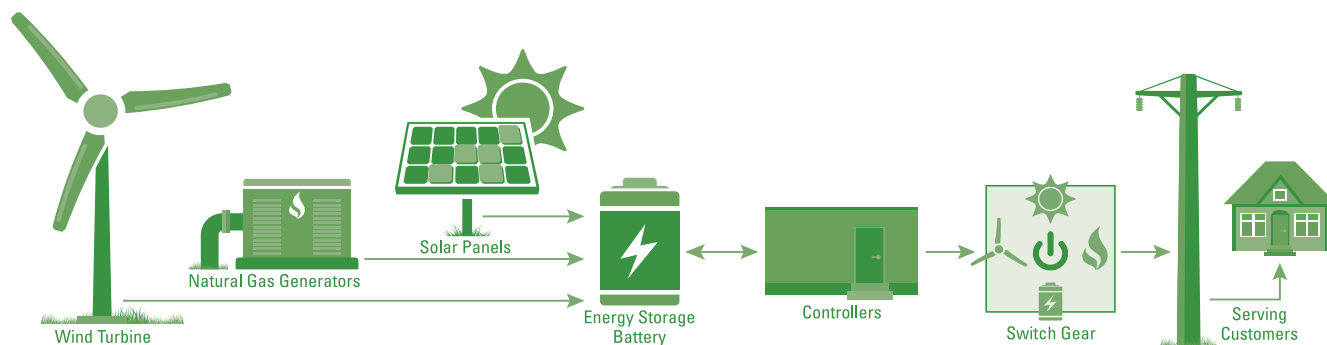 Solar Panels
Natural Gas Generators
Wind Turbine
Energy Storage
Battery
Controllers
Switch Gear
Serving
Customers